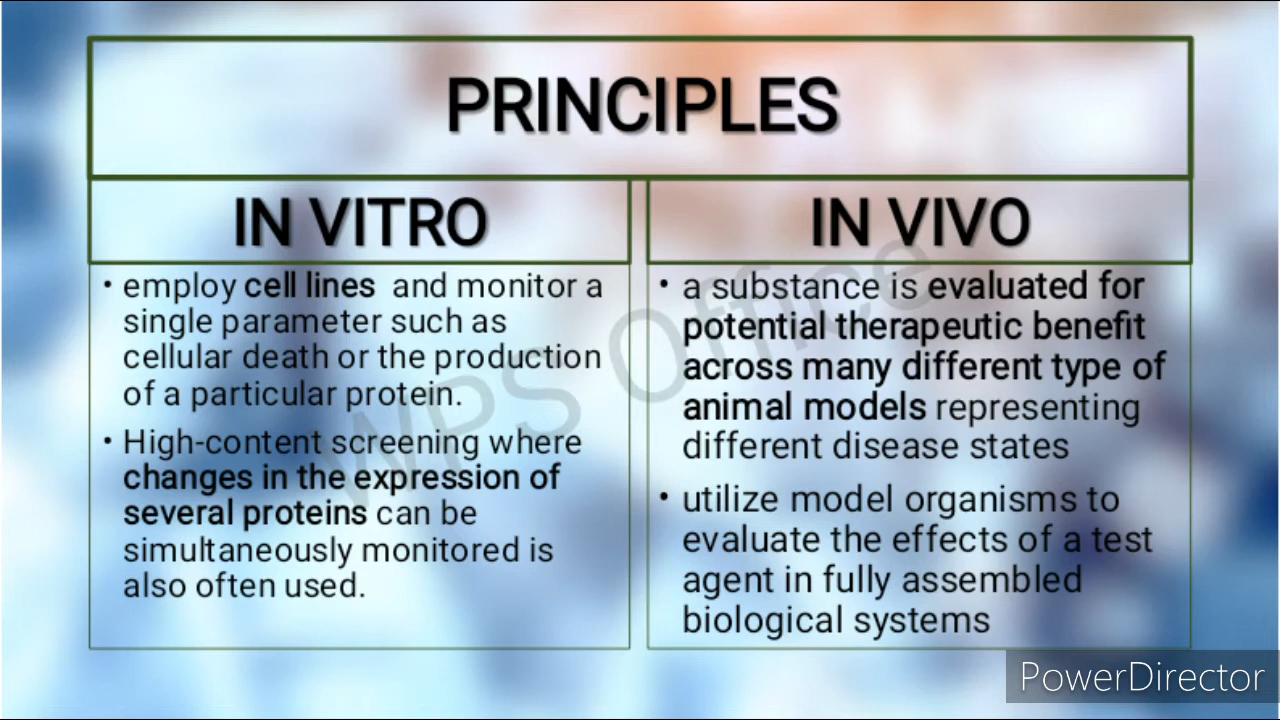 PRINCIPLES
IN VITRO
• employ cell lines and monitor a
single parameter such as
cellular death or the production
of a particular protein.
• High-content screening where
changes in the expression of
several proteins can be
simultaneously monitored is
also often used.
IN VIVO
• a substance is evaluated for
potential therapeutic benefit
across many different type of
animal models representing
different disease states
• utilize model organisms to
evaluate the effects of a test
agent in fully assembled
biological systems
WPS Office
PowerDirector